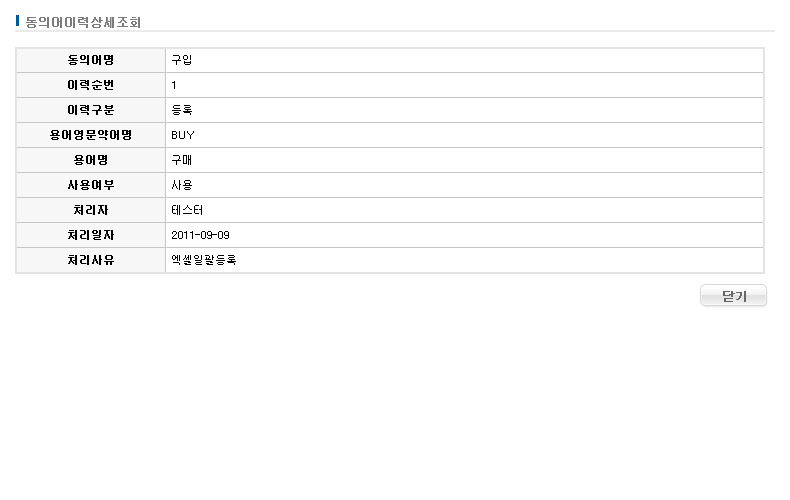 동의어이력상세조회
동의어명 구입
이력순번 1
이력구분 등록
용어영문약어명 BUY
용어명 구매
사용여부 사용
처리자 테스터
처리일자 2011-09-09
처리사유 엑셀일괄등록
닫기